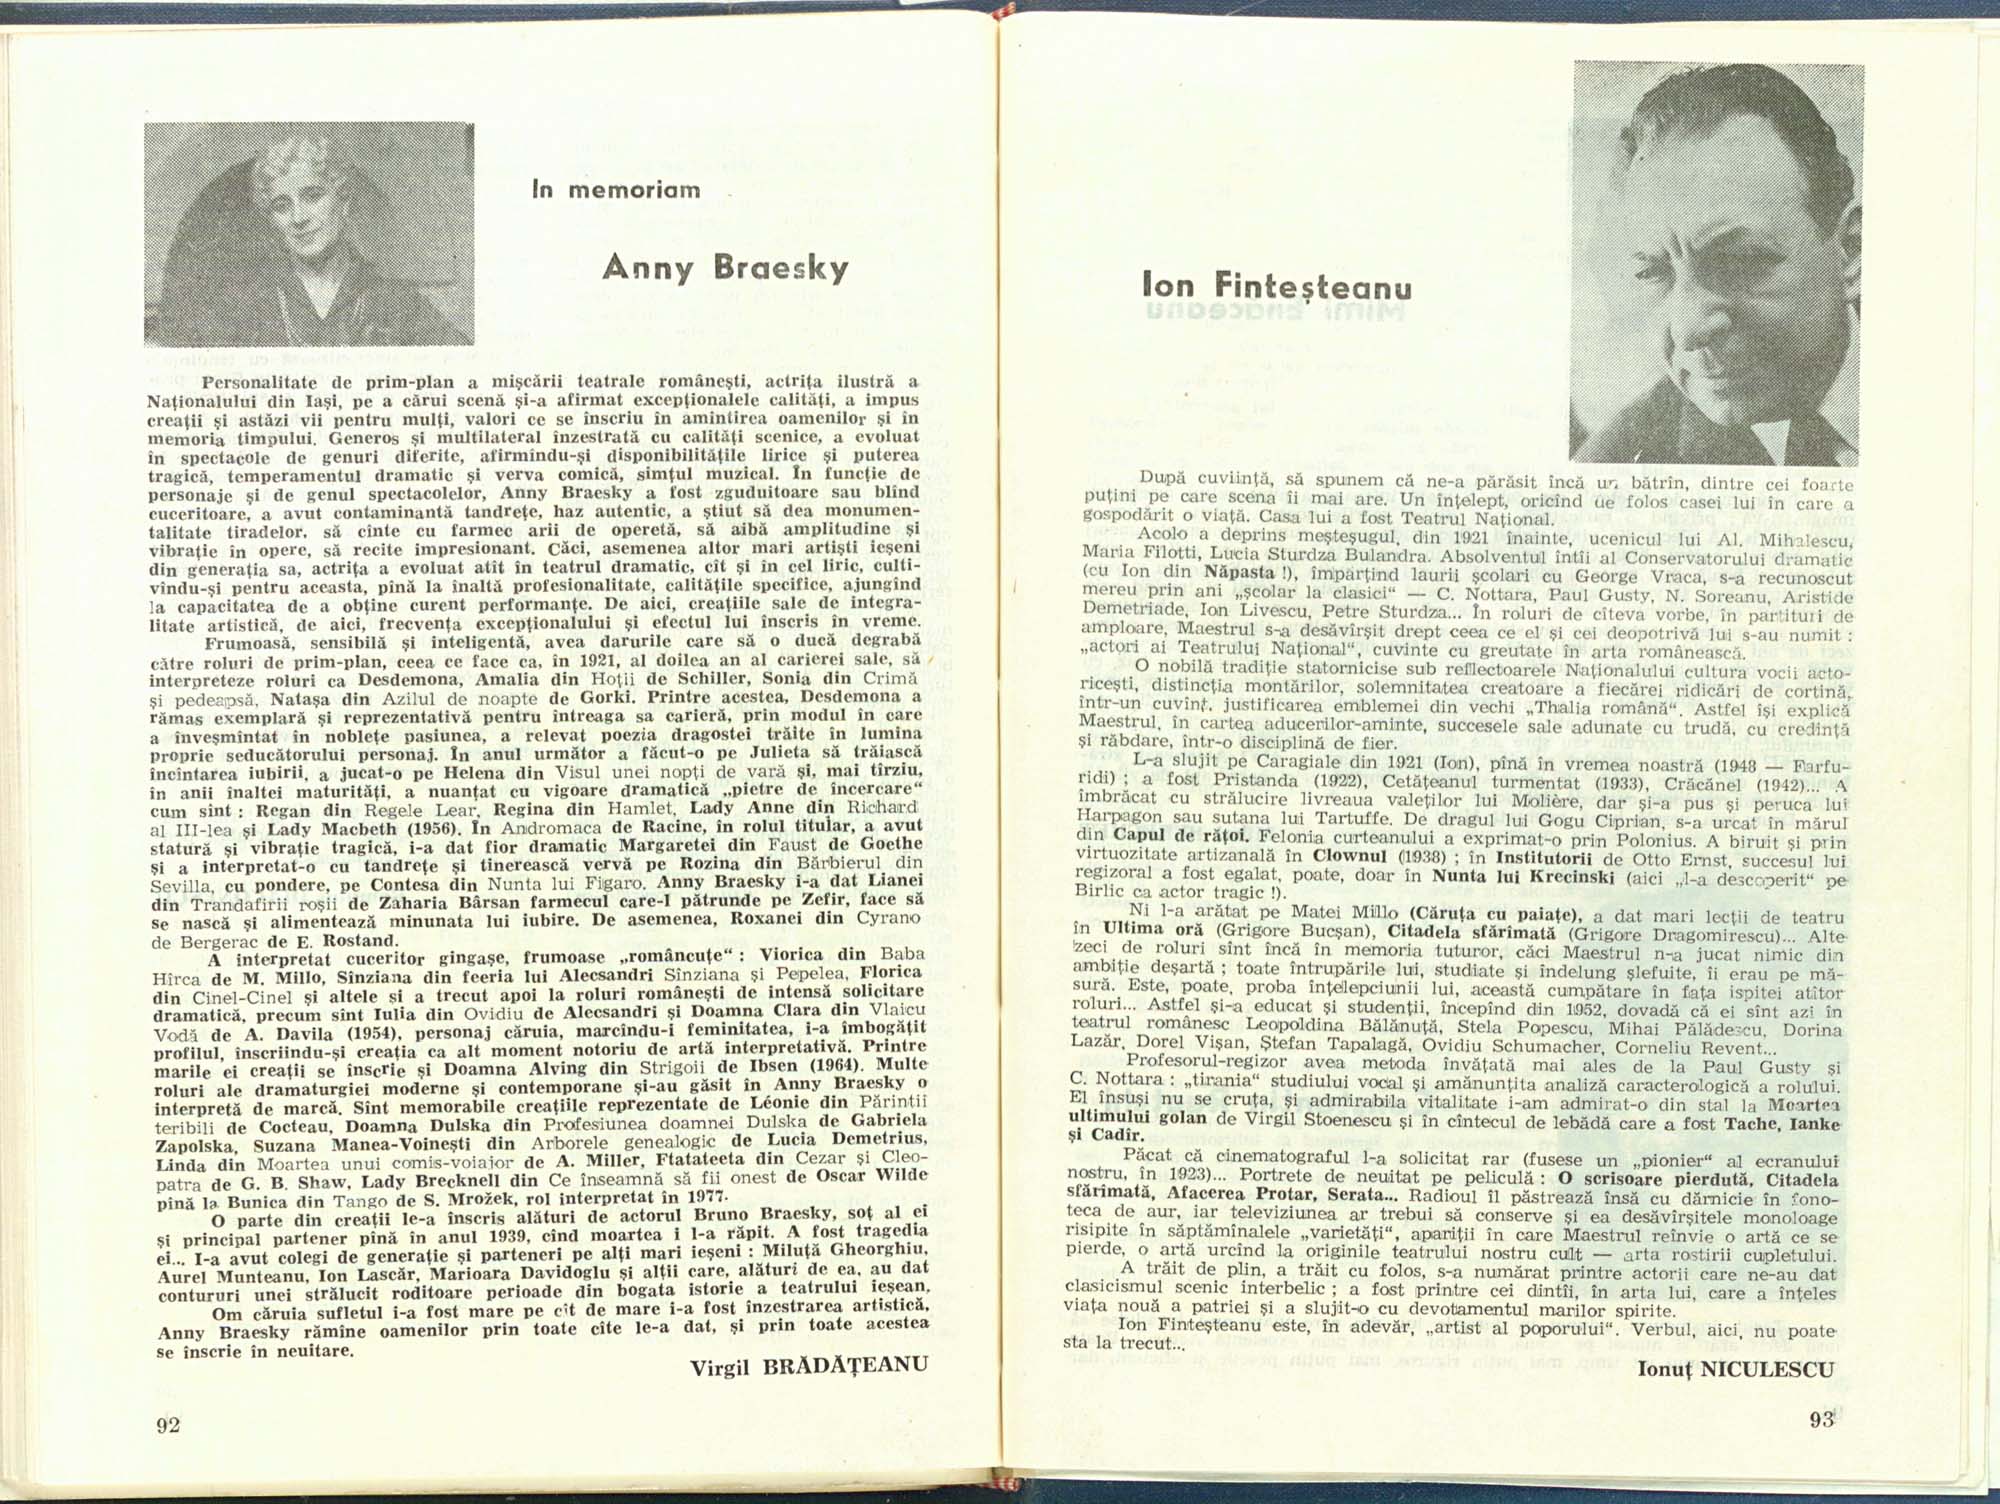 In memoriam
Anny Braesky
Personalitate de prim-plan a mişcării teatrale româneşti, actriţa ilustră a
Naţionalului din Iaşi, pe a cărui scenă şi-a afirmat excepţionalele calităţi, a impus
creaţii şi astăzi vii pentru mulţi, valori ce se înscriu în amintirea oamenilor şi în
memoria timpului. Generos şi multilateral înzestrată cu calităţi scenice, a evoluat
în spectacole de genuri diferite, afirmîndu-şi disponibilităţile lirice şi puterea
tragică, temperamentul dramatic şi verva comică, simţul muzical. În funcţie de
personaje şi de genul spectacolelor, Anny Braesky a fost zguduitoare sau blînd
cuceritoare, a avut contaminantă tandreţe, haz autentic, a ştiut să dea monumen-
talitate tiradelor, să cînte cu farmec arii de operetă, să aibă amplitudine şi
vibraţie în opere, să recite impresionant. Căci, asemenea altor mari artişti ieşeni
din generaţia sa, actriţa a evoluat atît în teatrul dramatic, cît şi în cel liric, culti-
vîndu-şi pentru aceasta, pînă la înaltă profesionalitate, calităţile specifice, ajungînd
la capacitatea de a obţine curent performanţe. De aici, creaţiile sale de integra-
litate artistică, de aici, frecvenţa excepţionalului şi efectul lui înscris în vreme.
Frumoasă, sensibilă şi inteligentă, avea darurile care să o ducă degrabă
către roluri de prim-plan, ceea ce face ca, în 1921, al doilea an al carierei sale, să
interpreteze roluri ca Desdemona, Amalia din Hoţii de Schiller, Sonia din Crimă
şi pedeapsă, Nataşa din Azilul de noapte de Gorki. Printre acestea, Desdemona a
rămas exemplară şi reprezentativă pentru întreaga sa carieră, prin modul în care
a înveşmîntat în nobleţe pasiunea, a relevat poezia dragostei trăite în lumina
proprie seducătorului personaj. În anul următor a făcut-o pe Julieta să trăiască
încîntarea iubirii, a jucat-o pe Helena din Visul unei nopţi de vară şi, mai tîrziu,
în anii înaltei maturităţi, a nuanţat cu vigoare dramatică „pietre de încercare“
cum sînt : Regan din Regele Lear, Regina din Hamlet, Lady Anne din Richard
al III-lea şi Lady Macbeth (1956). În Andromaca de Racine, în rolul titular, a avut
statură şi vibraţie tragică, i-a dat fior dramatic Margaretei din Faust de Goethe
şi a interpretat-o cu tandreţe şi tinerească vervă pe Rozina din Bărbierul din
Sevilla, cu pondere, pe Contesa din Nunta lui Figaro. Anny Braesky i-a dat Lianei
din Trandafirii roşii de Zaharia Bârsan farmecul care-l pătrunde pe Zefir, face să
se nască şi alimentează minunata lui iubire. De asemenea, Roxanei din Cyrano
de Bergerac de E. Rostand.
A interpretat cuceritor gingaşe, frumoase „româncuţe“ : Viorica din Baba
Hîrca de M. Millo, Sînziana din feeria lui Alecsandri Sînziana şi Pepelea, Florica
din Cinel-Cinel şi altele si a trecut apoi la roluri româneşti de intensă solicitare
dramatică, precum sînt Iulia din Ovidiu de Alecsandri şi Doamna Clara din Vlaicu
Vodă de A. Davila (1954), personaj căruia, marcîndu-i feminitatea, i-a îmbogăţit
profilul, înscriindu-şi creaţia ca alt moment notoriu de artă interpretativă. Printre
marile ei creaţii se înscrie şi Doamna Alving din Strigoii de Ibsen (1964). Multe
roluri ale dramaturgiei moderne şi contemporane şi-au găsit în Anny Braesky o
interpretă de marcă. Sînt memorabile creaţiile reprezentate de Léonie din Părinţii
teribili de Cocteau, Doamna Dulska din Profesiunea doamnei Dulska de Gabriela
Zapolska, Suzana Manea-Voineşti din Arborele genealogic de Lucia Demetrius,
Linda din Moartea unui comis-voiajor de A. Miller, Ftatateeta din Cezar şi Cleo-
patra de G. B. Shaw, Lady Brecknell din Ce înseamnă să fii onest de Oscar Wilde
pînă la Bunica din Tango de S. Mrožek, rol interpretat în 1977.
O parte din creaţii le-a înscris alături de actorul Bruno Braesky, soţ al ei
şi principal partener pînă în anul 1939, cînd moartea i l-a răpit. A fost tragedia
ei... I-a avut colegi de generaţie şi parteneri pe alţi mari ieşeni : Miluţă Gheorghiu,
Aurel Munteanu, Ion Lascăr, Marioara Davidoglu şi alţii care, alături de ea, au dat
contururi unei strălucit roditoare perioade din bogata istorie a teatrului ieşean.
Om căruia sufletul i-a fost mare pe cît de mare i-a fost înzestrarea artistică,
Anny Braesky rămîne oamenilor prin toate cîte le-a dat, şi prin toate acestea
se înscrie în neuitare.
Virgil BRĂDĂŢEANU
92
Ion Finteşteanu
După cuviinţă, să spunem că ne-a părăsit încă un bătrîn, dintre cei foarte
puţini pe care scena îi mai are. Un înţelept, oricînd de folos casei lui în care a
gospodărit o viaţă. Casa lui a fost Teatrul Naţional.
Acolo a deprins meşteşugul, din 1921 înainte, ucenicul lui Al. Mihalescu,
Maria Filotti, Lucia Sturdza Bulandra. Absolventul întîi al Conservatorului dramatic
(cu Ion din Năpasta !), împărţind laurii şcolari cu George Vraca, s-a recunoscut
mereu prin ani „şcolar la clasici“ — C. Nottara, Paul Gusty, N. Soreanu, Aristide
Demetriade, Ion Livescu, Petre Sturdza... În roluri de cîteva vorbe, în partituri de
amploare, Maestrul s-a desăvîrşit drept ceea ce el şi cei deopotrivă lui s-au numit :
„actori ai Teatrului Naţional“, cuvinte cu greutate în arta românească.
O nobilă tradiţie statornicise sub reflectoarele Naţionalului cultura vocii acto-
riceşti, distincţia montărilor, solemnitatea creatoare a fiecărei ridicări de cortină,
într-un cuvînt, justificarea emblemei din vechi „Thalia română“. Astfel îşi explică
Maestrul, în cartea aducerilor-aminte, succesele sale adunate cu trudă, cu credinţă
şi răbdare, într-o disciplină de fier.
L-a slujit pe Caragiale din 1921 (Ion), pînă în vremea noastră (1948 — Farfu-
ridi) ; a fost Pristanda (1922), Cetăţeanul turmentat (1933), Crăcănel (1942)... A
îmbrăcat cu strălucire livreaua valeţilor lui Molière, dar şi-a pus şi peruca lui
Harpagon sau sutana lui Tartuffe. De dragul lui Gogu Ciprian, s-a urcat în mărul
din Capul de răţoi. Felonia curteanului a exprimat-o prin Polonius. A biruit şi prin
virtuozitate artizanală în Clownul (1938) ; în Institutorii de Otto Ernst, succesul lui
regizoral a fost egalat, poate, doar în Nunta lui Krecinski (aici „l-a descoperit“ pe
Birlic ca actor tragic !).
Ni l-a arătat pe Matei Millo (Căruţa cu paiaţe), a dat mari lecţii de teatru
în Ultima oră (Grigore Bucşan), Citadela sfărîmată (Grigore Dragomirescu)... Alte
zeci de roluri sînt încă în memoria tuturor, căci Maestrul n-a jucat nimic din
ambiţie deşartă ; toate întrupările lui, studiate şi îndelung şlefuite, îi erau pe mă-
sură. Este, poate, proba înţelepciunii lui, această cumpătare în faţa ispitei atîtor
roluri... Astfel şi-a educat şi studenţii, începînd din 1952, dovadă că ei sînt azi în
teatrul românesc Leopoldina Bălănuţă, Stela Popescu, Mihai Pălădescu, Dorina
Lazăr, Dorel Vişan, Ştefan Tapalagă, Ovidiu Schumacher, Corneliu Revent...
Profesorul-regizor avea metoda învăţată mai ales de la Paul Gusty şi
C. Nottara : „tirania“ studiului vocal şi amănunţita analiză caracterologică a rolului.
El însuşi nu se cruţa, şi admirabila vitalitate i-am admirat-o din stal la Moartea
ultimului golan de Virgil Stoenescu şi în cîntecul de lebădă care a fost Tache, Ianke
şi Cadîr.
Păcat că cinematograful l-a solicitat rar (fusese un „pionier“ al ecranului
nostru, în 1923)... Portrete de neuitat pe peliculă : O scrisoare pierdută, Citadela
sfărîmată, Afacerea Protar, Serata... Radioul îl păstrează însă cu dărnicie în fono-
teca de aur, iar televiziunea ar trebui să conserve şi ea desăvîrşitele monoloage
risipite în săptămînalele „varietăţi“, apariţii în care Maestrul reînvie o artă ce se
pierde, o artă urcînd la originile teatrului nostru cult — arta rostirii cupletului.
A trăit de plin, a trăit cu folos, s-a numărat printre actorii care ne-au dat
clasicismul scenic interbelic ; a fost printre cei dintîi, în arta lui, care a înţeles
viaţa nouă a patriei şi a slujit-o cu devotamentul marilor spirite.
Ion Finteşteanu este, în adevăr, „artist al poporului“. Verbul, aici, nu poate
sta la trecut...
Ionuţ NICULESCU
93